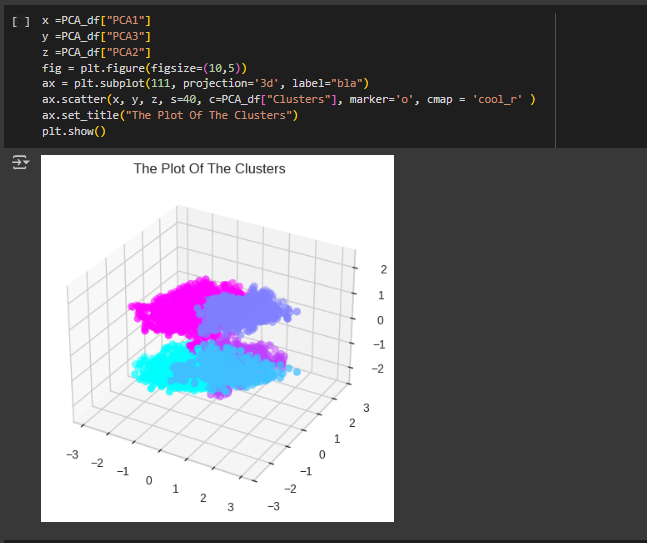 [ ] x =PCA_df["PCA1"]
y =PCA_df["PCA3"]
z =PCA_df["PCA2"]
fig = plt.figure(figsize=(10,5))
ax = plt.subplot(111, projection='3d', label="bla")
ax.scatter(x, y, z, s=40, c=PCA_df["Clusters"], marker='o', cmap = 'cool_r' )
ax.set_title("The Plot Of The Clusters")
plt.show()
The Plot Of The Clusters
2
1
0
−1
−2
3
2
1
0
−1
−2
−3
−3
−2
−1
0
1
2
3